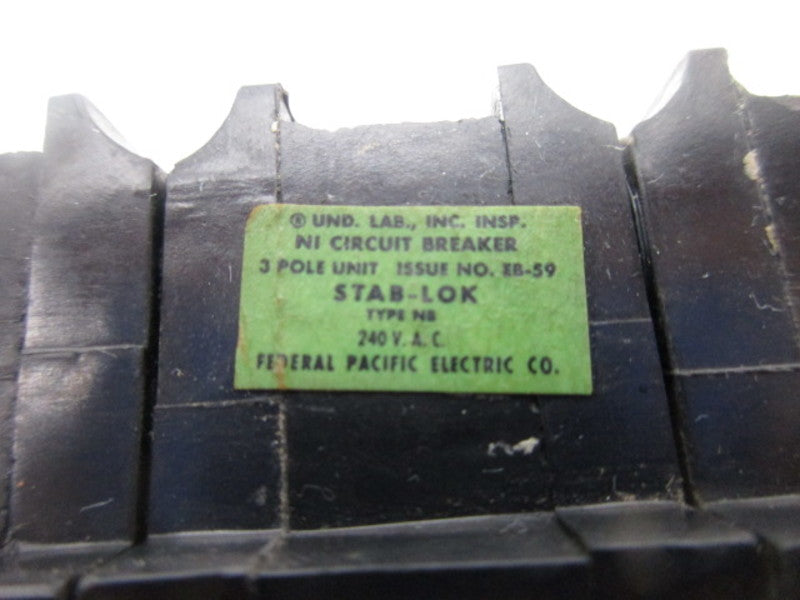 ® UND. LAB., INC. INSP.
NI CIRCUIT BREAKER
3 POLE UNIT ISSUE NO. EB-59
STAB-LOK
TYPE NB
240 V. A. C.
FEDERAL PACIFIC ELECTRIC CO.